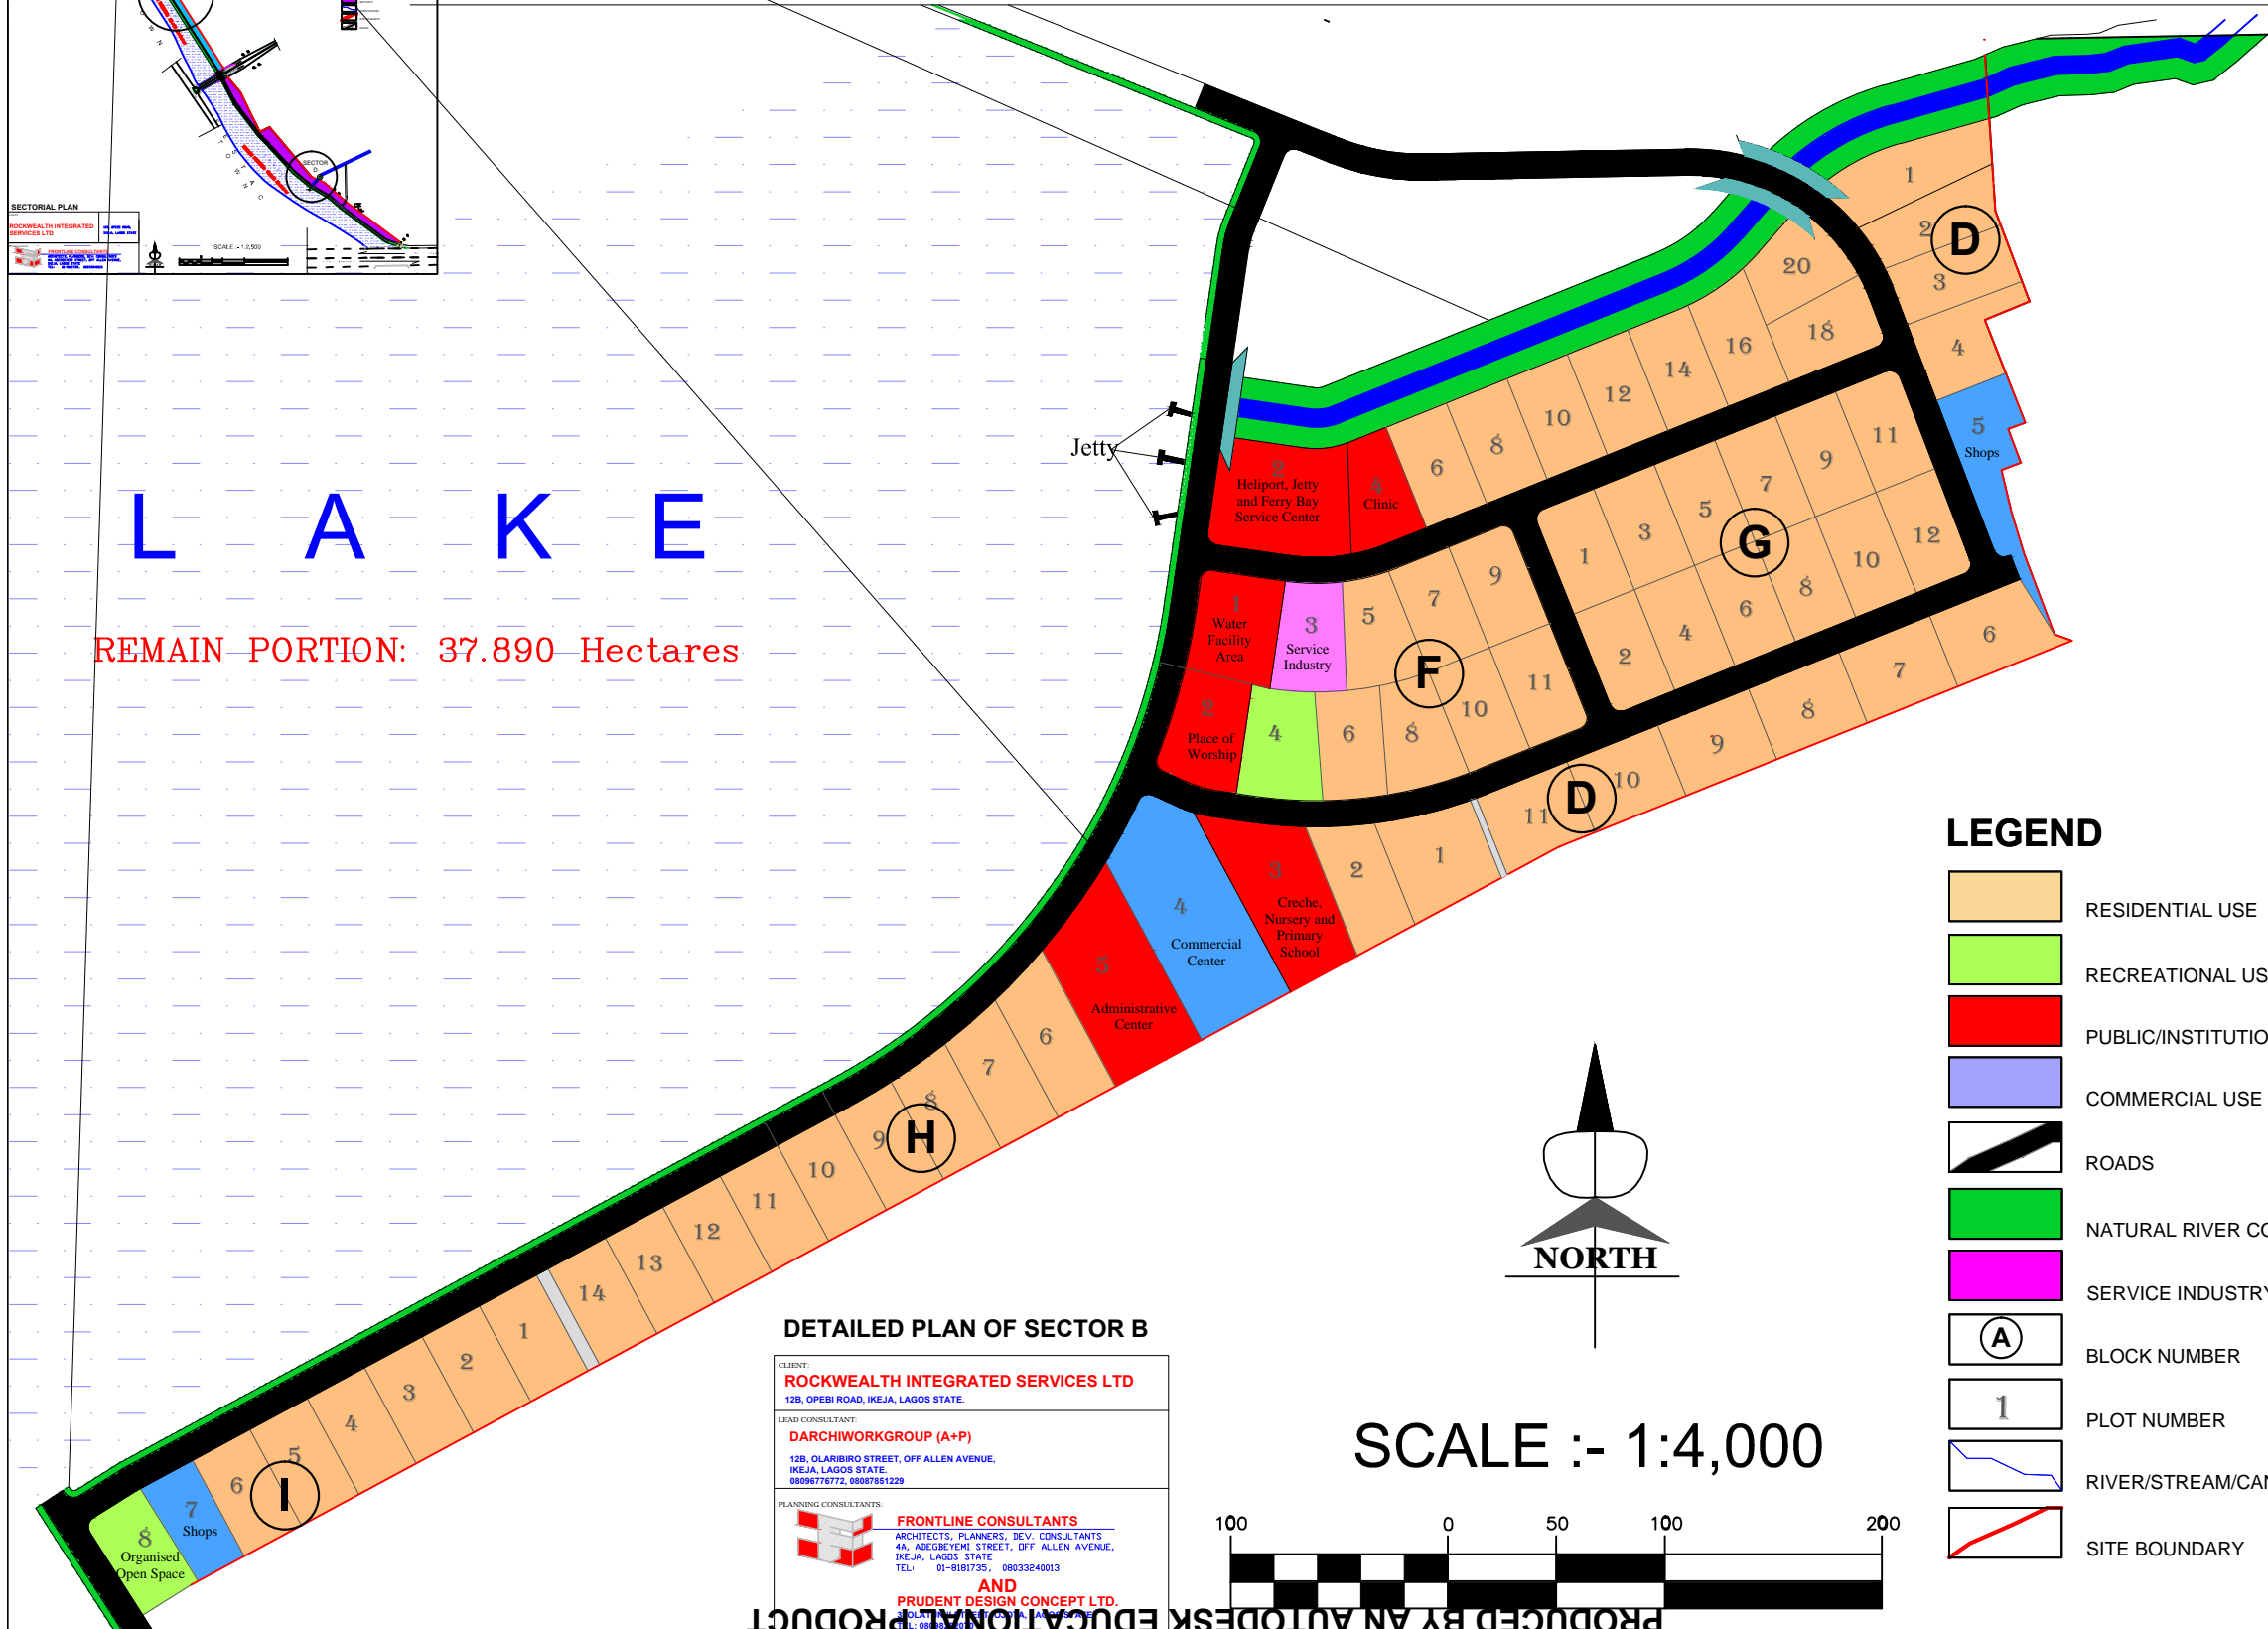 SECTORIAL PLAN
ROCKWEALTH INTEGRATED
SERVICES LTD
FRONTLINE CONSULTANTS
SCALE :- 1:2,500
SECTOR
D
L A K E
REMAIN PORTION: 37.890 Hectares
Jetty
1
2
D
3
4
5
Shops
20
18
16
14
12
10
8
6
4
Clinic
2
Heliport, Jetty
and Ferry Bay
Service Center
11
9
7
5
3
1
G
12
10
8
6
4
2
1
Water
Facility
Area
3
Service
Industry
5
7
9
F
2
Place of
Worship
4
6
8
10
11
6
7
8
9
10
D
11
1
2
3
Creche,
Nursery and
Primary
School
4
Commercial
Center
5
Administrative
Center
6
7
8
H
9
10
11
12
13
14
1
2
3
4
5
I
6
7
Shops
8
Organised
Open Space
NORTH
SCALE :- 1:4,000
100 0 50 100 200
DETAILED PLAN OF SECTOR B
CLIENT:
ROCKWEALTH INTEGRATED SERVICES LTD
12B, OPEBI ROAD, IKEJA, LAGOS STATE.
LEAD CONSULTANT:
DARCHIWORKGROUP (A+P)
12B, OLARIBIRO STREET, OFF ALLEN AVENUE,
IKEJA, LAGOS STATE.
08096776772, 08087851229
PLANNING CONSULTANTS:
FRONTLINE CONSULTANTS
ARCHITECTS, PLANNERS, DEV. CONSULTANTS
4A, ADEGBEYEMI STREET, OFF ALLEN AVENUE,
IKEJA, LAGOS STATE
TEL: 01-8181735, 08033240013
AND
PRUDENT DESIGN CONCEPT LTD.
PRODUCED BY AN AUTODESK EDUCATIONAL PRODUCT
LEGEND
RESIDENTIAL USE
RECREATIONAL US
PUBLIC/INSTITUTIO
COMMERCIAL USE
ROADS
NATURAL RIVER CO
SERVICE INDUSTRY
A BLOCK NUMBER
1 PLOT NUMBER
RIVER/STREAM/CAN
SITE BOUNDARY